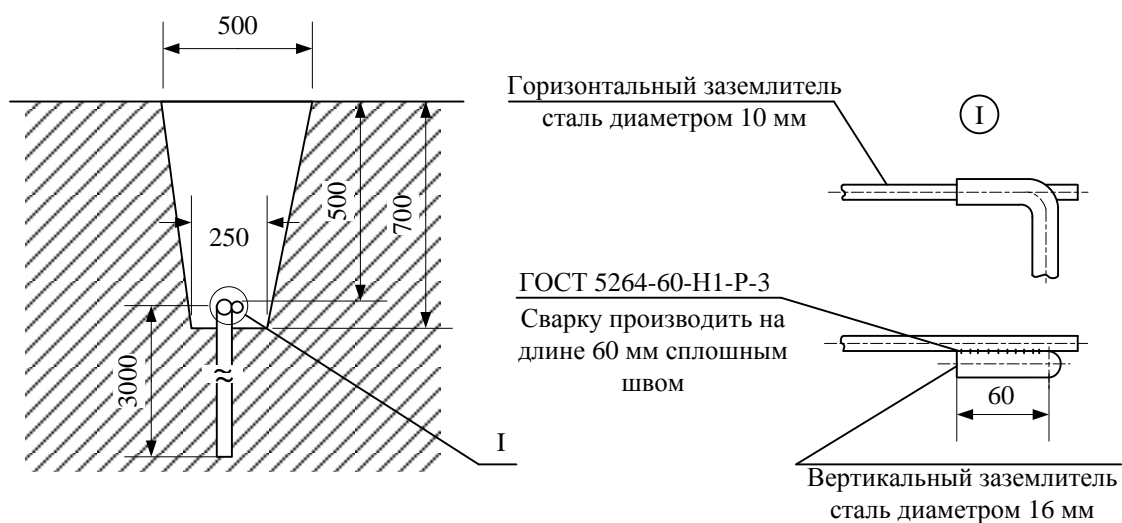 500
Горизонтальный заземлитель
сталь диаметром 10 мм
I
500
700
250
ГОСТ 5264-60-Н1-Р-3
Сварку производить на
длине 60 мм сплошным
швом
3000
60
I
Вертикальный заземлитель
сталь диаметром 16 мм